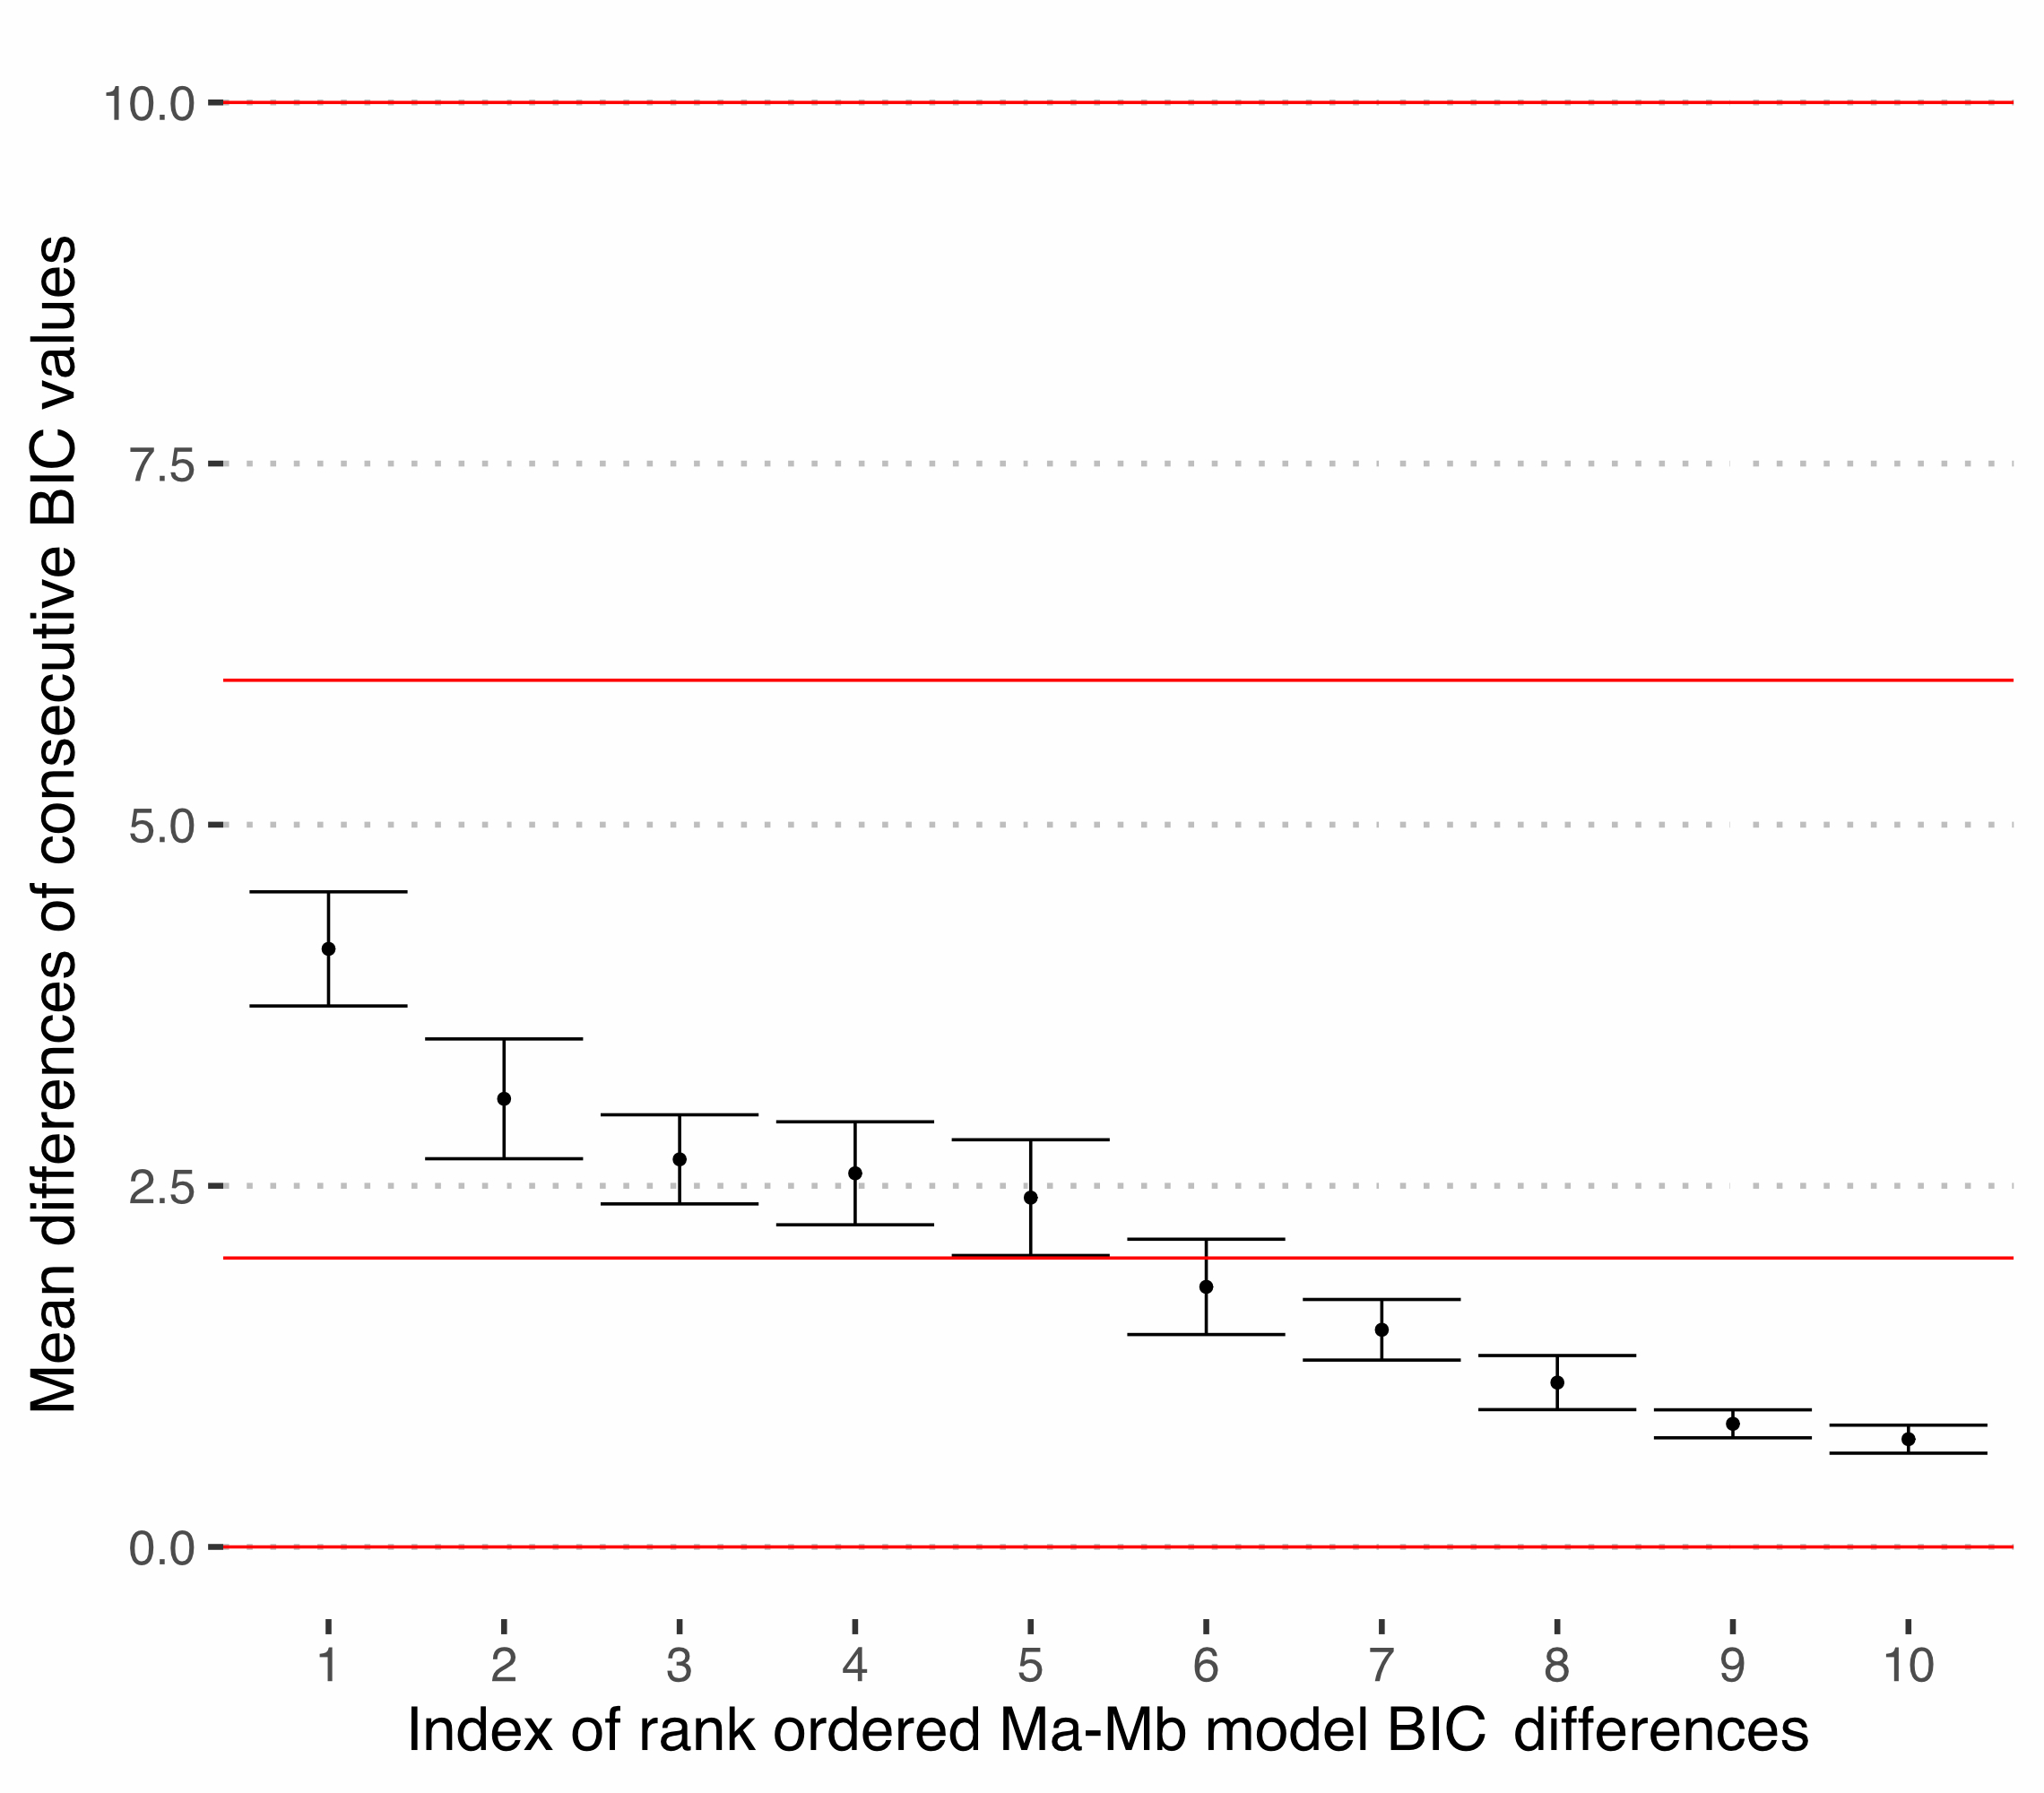 Mean differences of consecutive BIC values
10.0
7.5
5.0
2.5
0.0
1 2 3 4 5 6 7 8 9 10
Index of rank ordered Ma-Mb model BIC differences